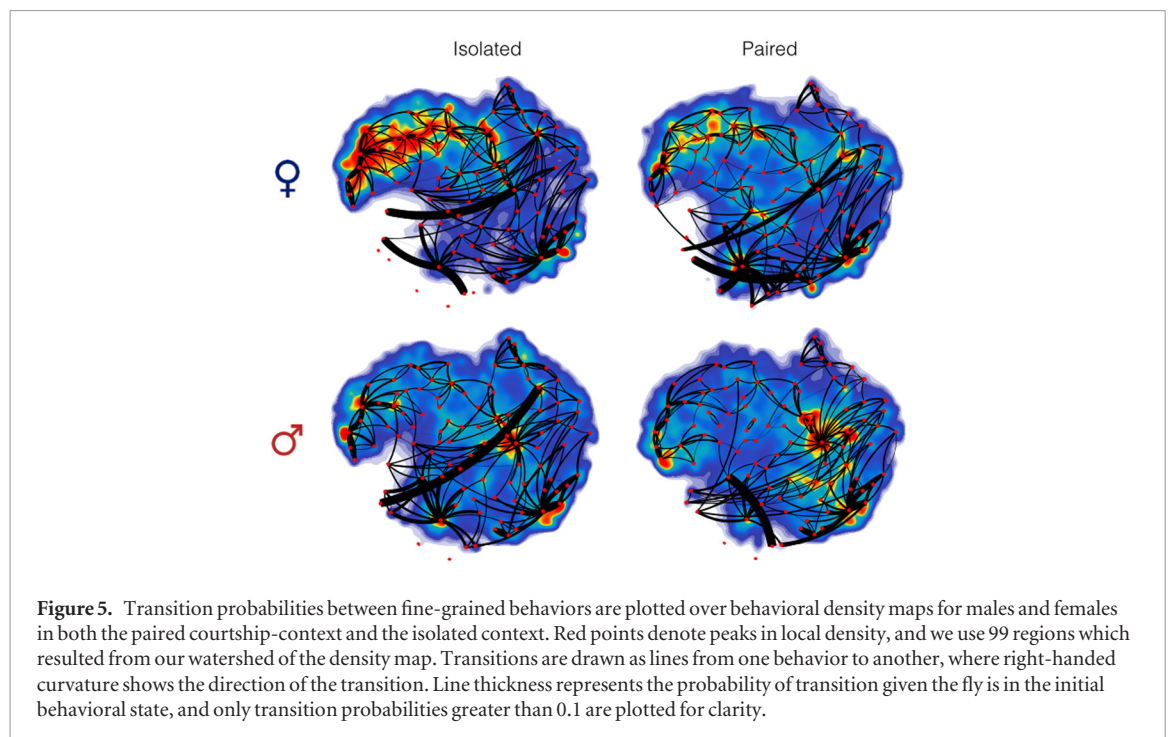 Isolated Paired
♀
♂
Figure 5. Transition probabilities between fine-grained behaviors are plotted over behavioral density maps for males and females
in both the paired courtship-context and the isolated context. Red points denote peaks in local density, and we use 99 regions which
resulted from our watershed of the density map. Transitions are drawn as lines from one behavior to another, where right-handed
curvature shows the direction of the transition. Line thickness represents the probability of transition given the fly is in the initial
behavioral state, and only transition probabilities greater than 0.1 are plotted for clarity.